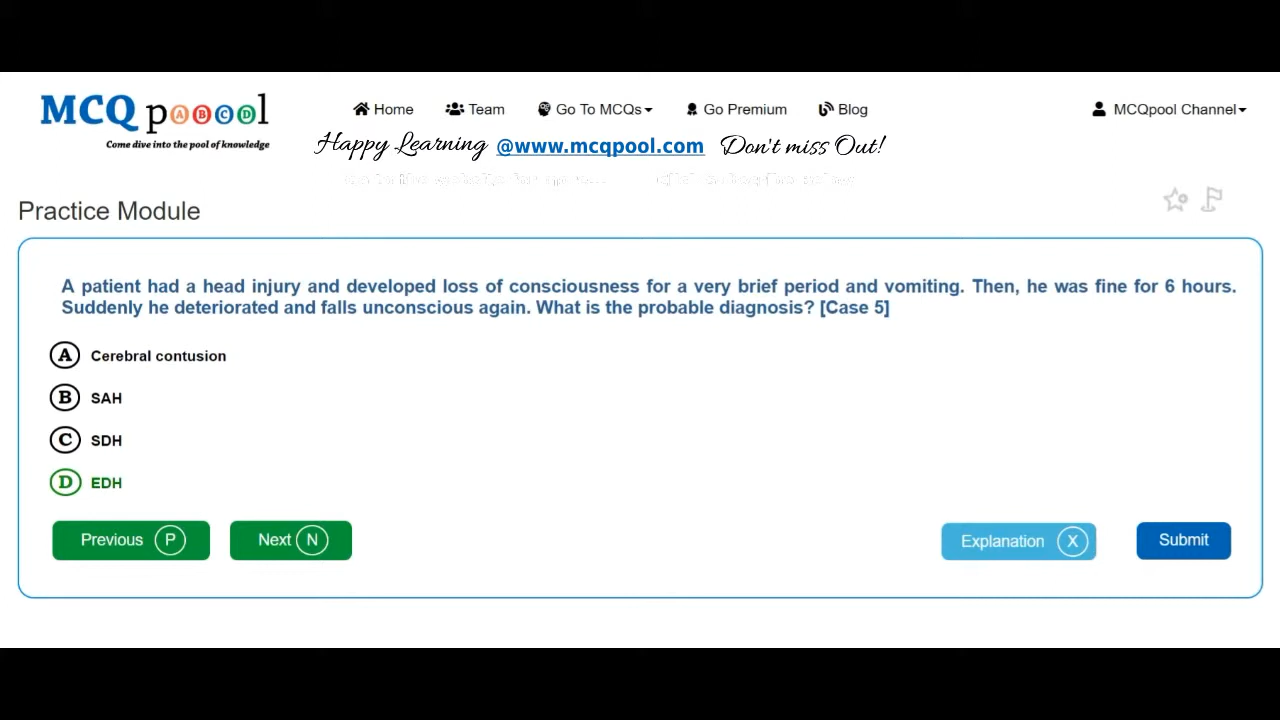 MCQ poool
ABCD
Come dive into the pool of knowledge
Home Team Go To MCQs Go Premium Blog MCQpool Channel
Happy Learning @www.mcqpool.com Don't miss Out!
Practice Module
A patient had a head injury and developed loss of consciousness for a very brief period and vomiting. Then, he was fine for 6 hours.
Suddenly he deteriorated and falls unconscious again. What is the probable diagnosis? [Case 5]
A Cerebral contusion
B SAH
C SDH
D EDH
Previous P Next N Explanation X Submit